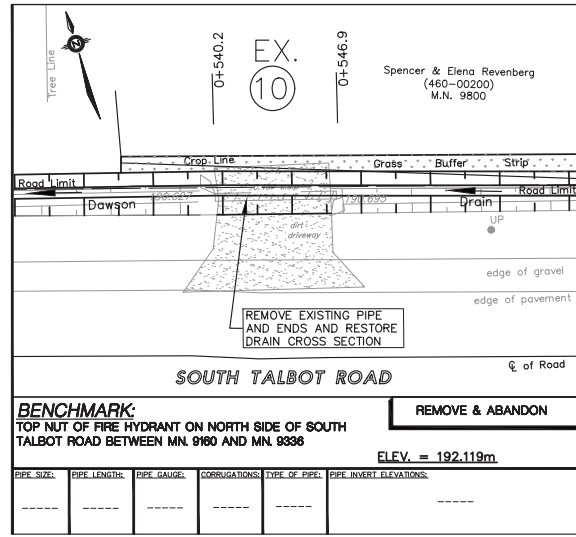 Tree Line
N
0+540.2
EX.
10
0+546.9
Spencer & Elena Revenberg
(460-00200)
M.N. 9800
Crop Line
Grass Buffer Strip
Road Limit
Road Limit
Dawson
Drain
UP
dirt
driveway
edge of gravel
edge of pavement
REMOVE EXISTING PIPE
AND ENDS AND RESTORE
DRAIN CROSS SECTION
SOUTH TALBOT ROAD
℄ of Road
BENCHMARK:
TOP NUT OF FIRE HYDRANT ON NORTH SIDE OF SOUTH
TALBOT ROAD BETWEEN MN. 9160 AND MN. 9336
REMOVE & ABANDON
ELEV. = 192.119m
PIPE SIZE: PIPE LENGTH: PIPE GAUGE: CORRUGATIONS: TYPE OF PIPE: PIPE INVERT ELEVATIONS:
----- ----- ----- ----- ----- -----